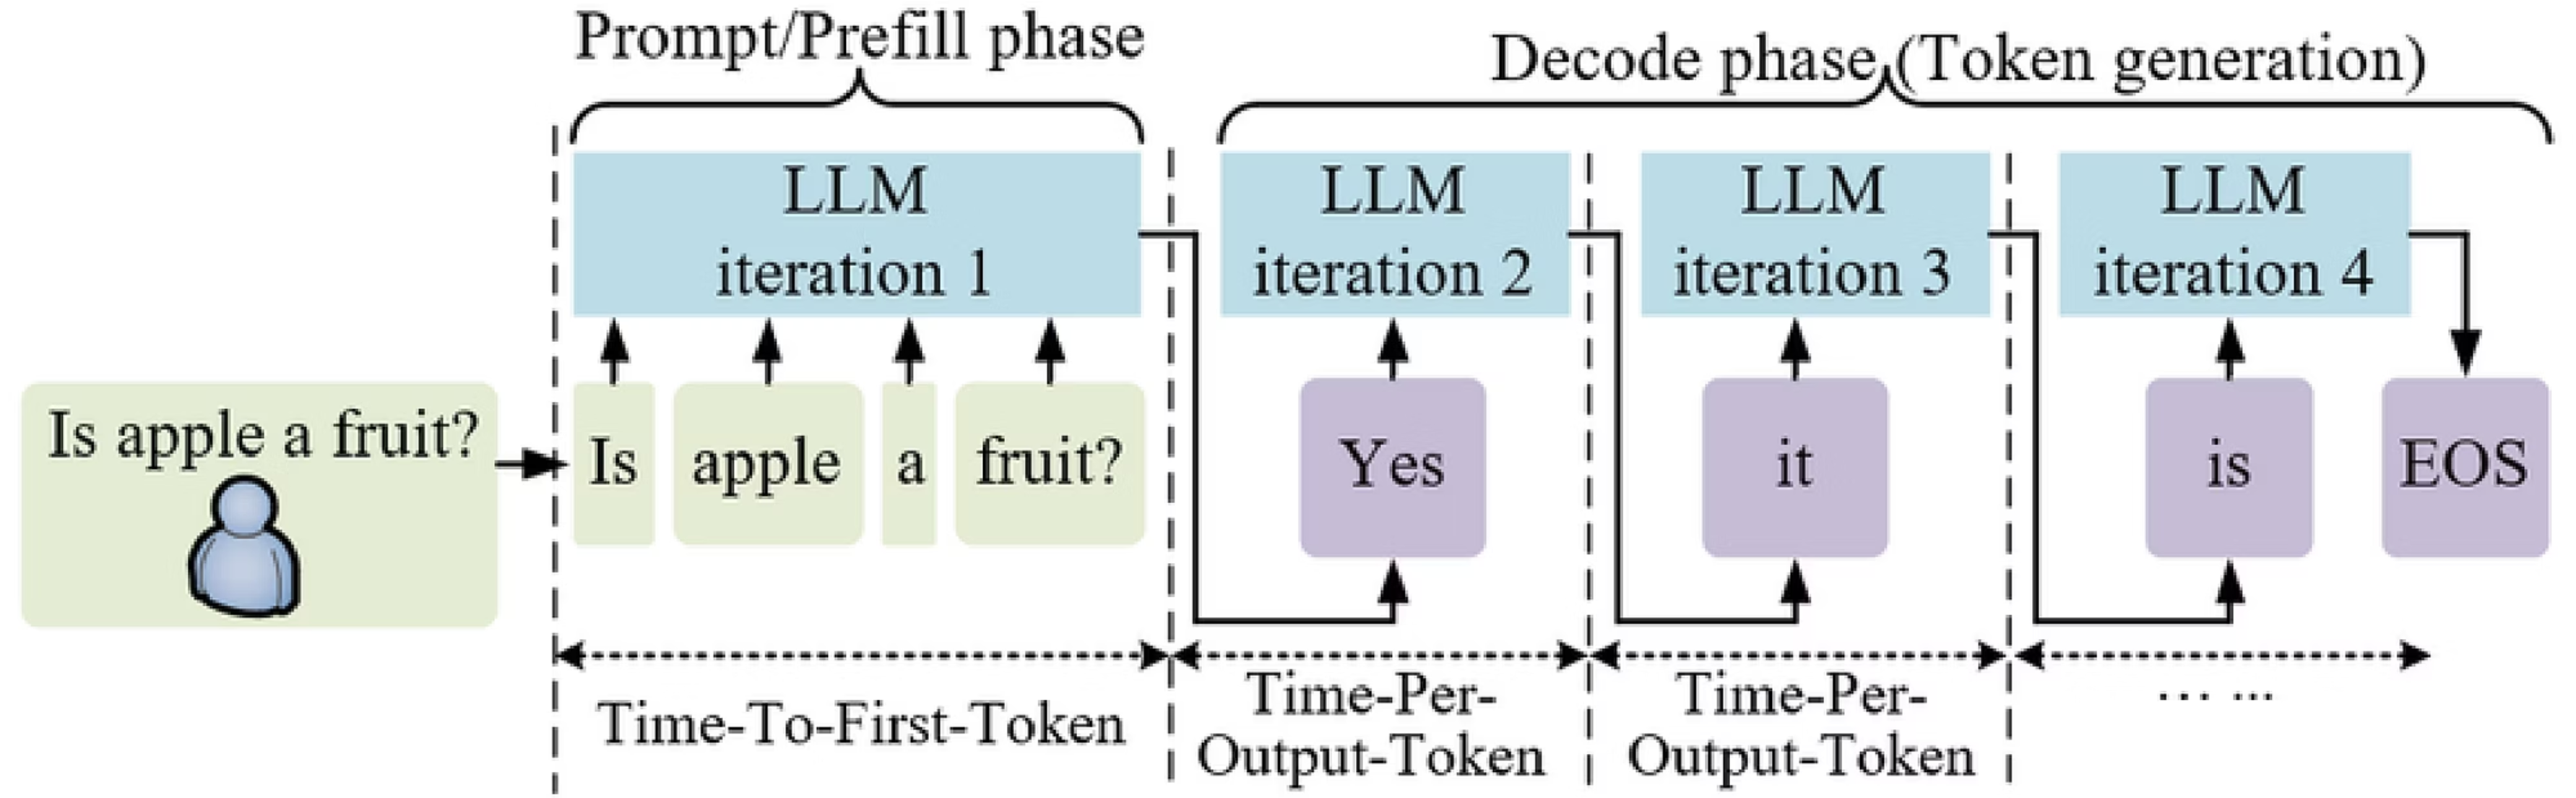 Prompt/Prefill phase
Decode phase (Token generation)
LLM
iteration 1
LLM
iteration 2
LLM
iteration 3
LLM
iteration 4
Is apple a fruit?
Is
apple
a
fruit?
Yes
it
is
EOS
Time-To-First-Token
Time-Per-
Output-Token
Time-Per-
Output-Token
... ...